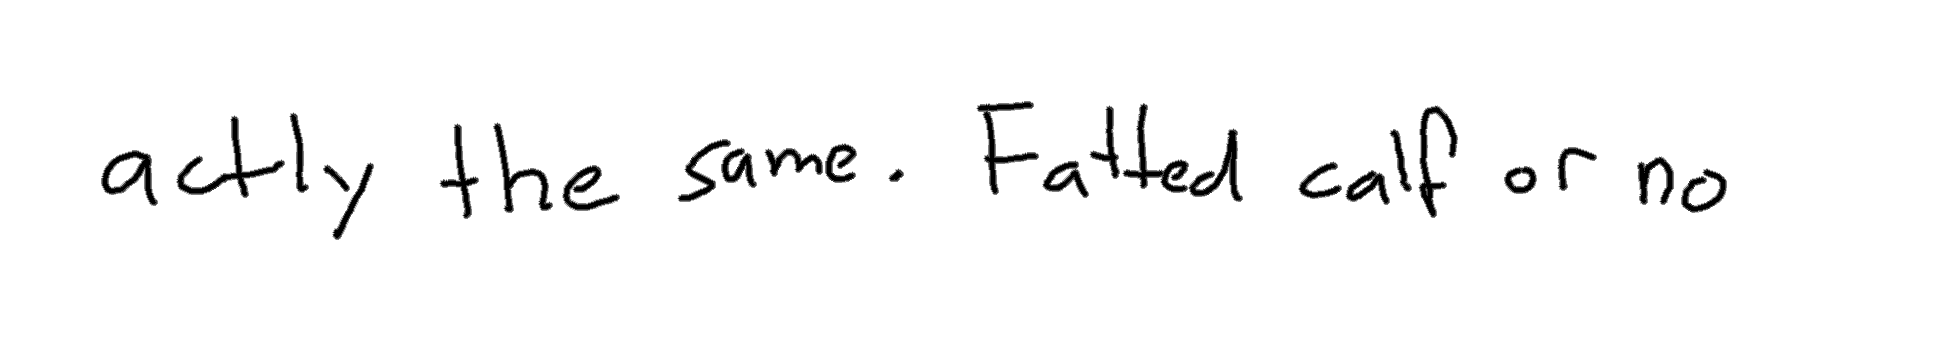 actly the same. Fatted calf or no